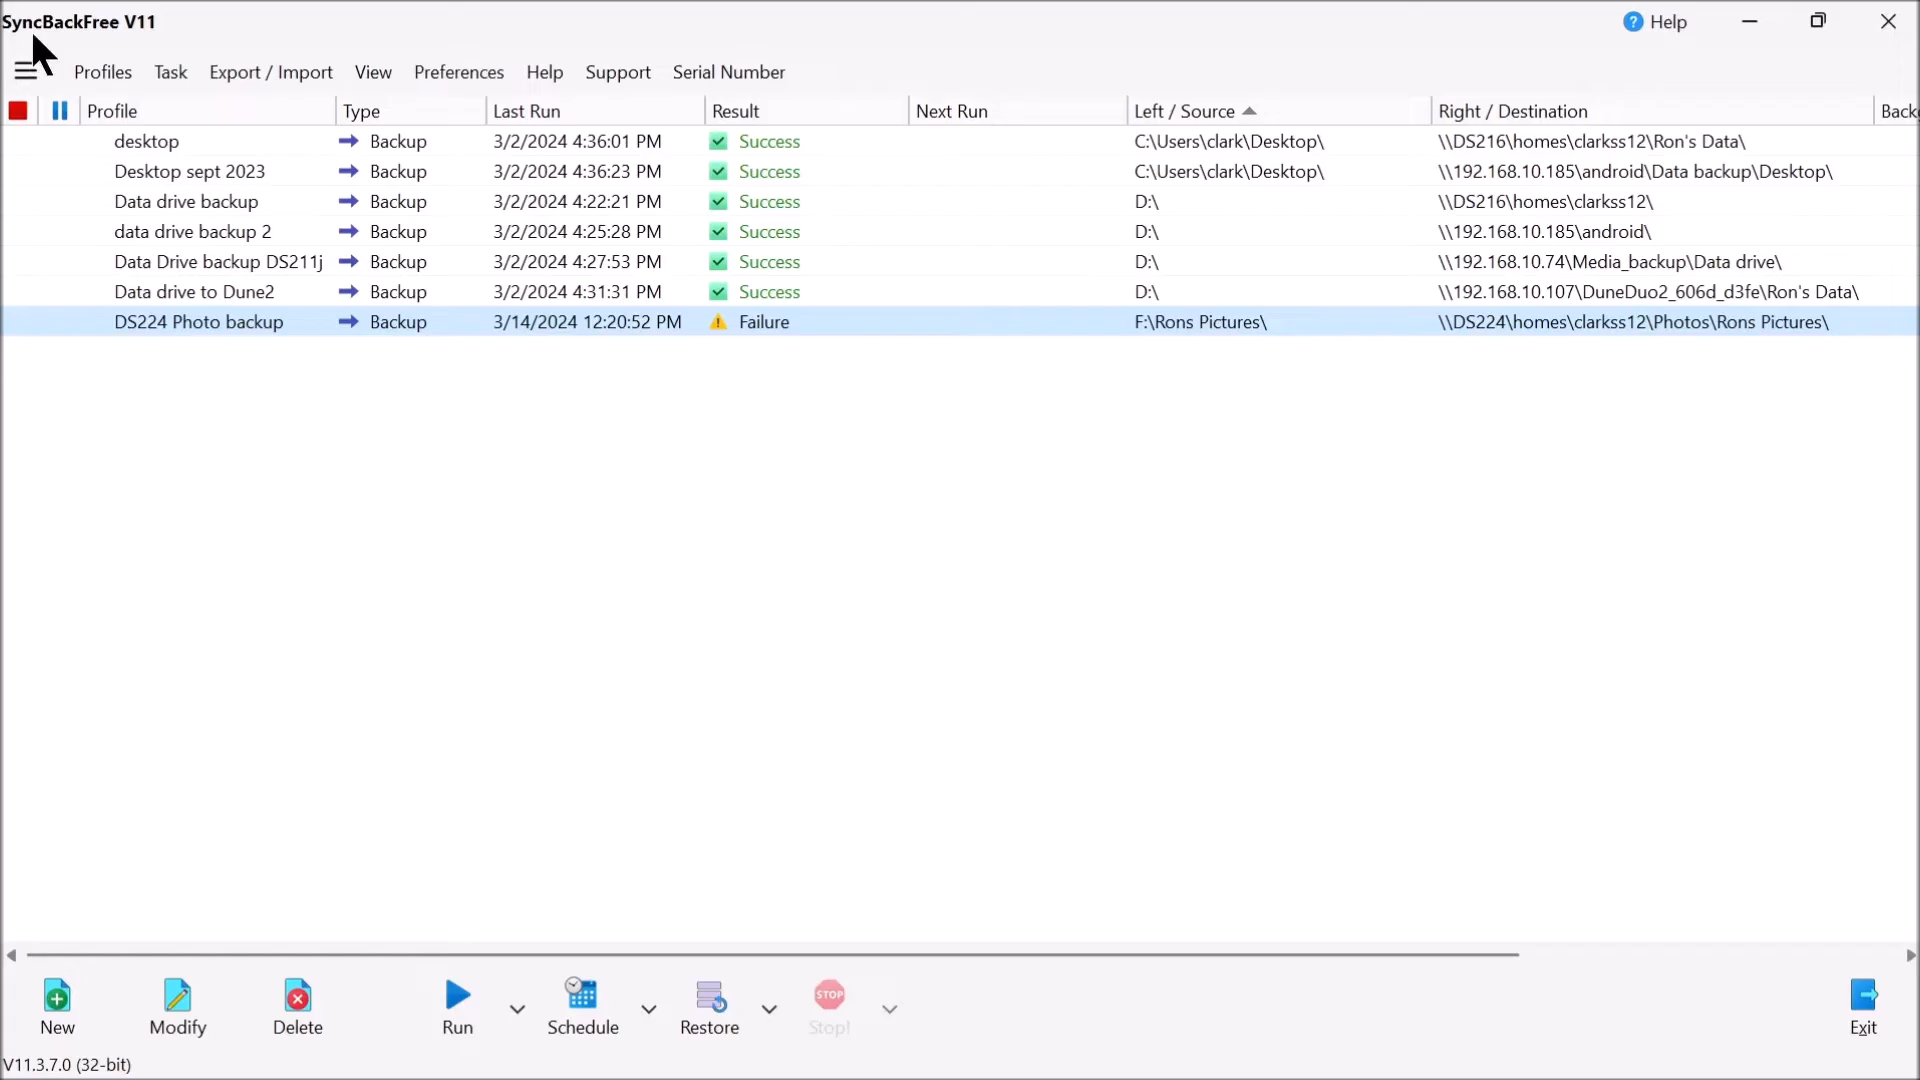 SyncBackFree V11
? Help
Profiles Task Export / Import View Preferences Help Support Serial Number
Profile Type Last Run Result Next Run Left / Source Right / Destination
desktop Backup 3/2/2024 4:36:01 PM Success C:\Users\clark\Desktop\ \\DS216\homes\clarkss12\Ron's Data\
Desktop sept 2023 Backup 3/2/2024 4:36:23 PM Success C:\Users\clark\Desktop\ \\192.168.10.185\android\Data backup\Desktop\
Data drive backup Backup 3/2/2024 4:22:21 PM Success D:\ \\DS216\homes\clarkss12\
data drive backup 2 Backup 3/2/2024 4:25:28 PM Success D:\ \\192.168.10.185\android\
Data Drive backup DS211j Backup 3/2/2024 4:27:53 PM Success D:\ \\192.168.10.74\Media_backup\Data drive\
Data drive to Dune2 Backup 3/2/2024 4:31:31 PM Success D:\ \\192.168.10.107\DuneDuo2_606d_d3fe\Ron's Data\
DS224 Photo backup Backup 3/14/2024 12:20:52 PM Failure F:\Rons Pictures\ \\DS224\homes\clarkss12\Photos\Rons Pictures\
STOP
New Modify Delete Run Schedule Restore Stop! Exit
V11.3.7.0 (32-bit)